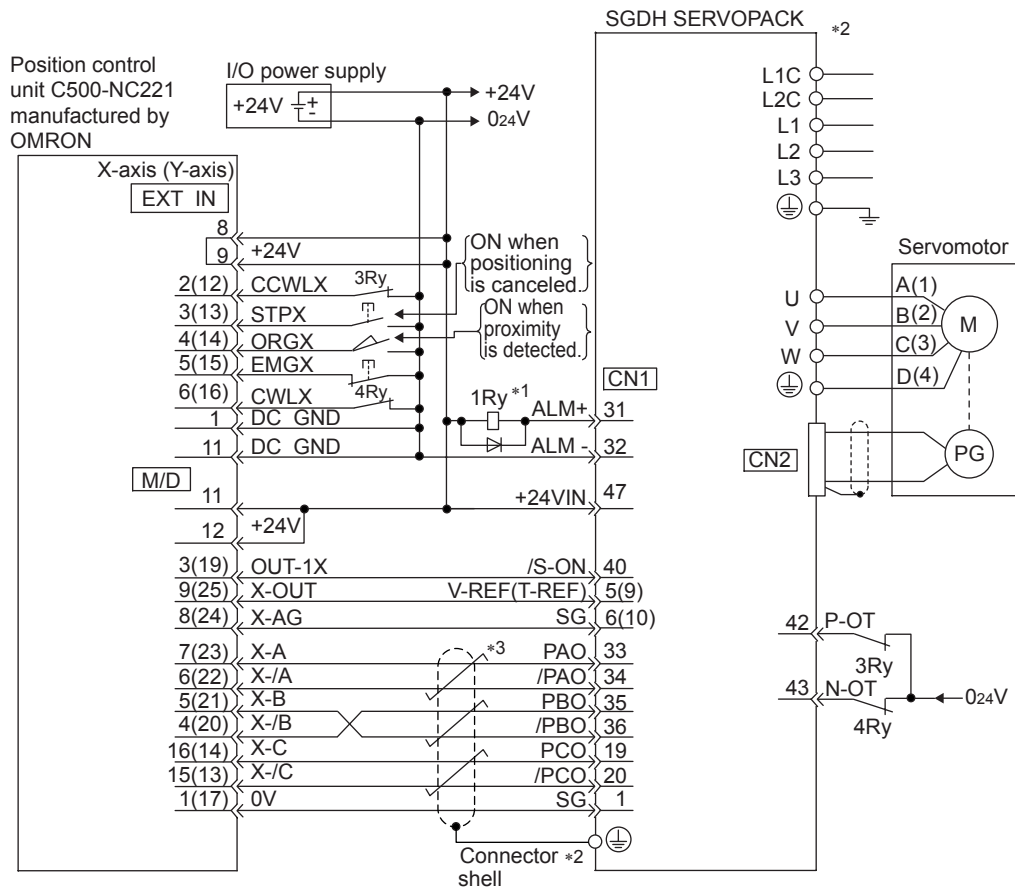 SGDH SERVOPACK
*2
Position control
unit C500-NC221
manufactured by
OMRON
I/O power supply
+24V
+
-
+24V
024V
X-axis (Y-axis)
EXT IN
8
9
+24V
2(12)
CCWLX
3Ry
3(13)
STPX
4(14)
ORGX
5(15)
EMGX
4Ry
6(16)
CWLX
1
DC GND
11
DC GND
ON when
positioning
is canceled.
ON when
proximity
is detected.
1Ry *1
ALM+
31
ALM -
32
CN1
M/D
11
12
+24V
+24VIN
47
3(19)
OUT-1X
/S-ON
40
9(25)
X-OUT
V-REF(T-REF)
5(9)
8(24)
X-AG
SG
6(10)
7(23)
X-A
*3
PAO
33
6(22)
X-/A
/PAO
34
5(21)
X-B
PBO
35
4(20)
X-/B
/PBO
36
16(14)
X-C
PCO
19
15(13)
X-/C
/PCO
20
1(17)
0V
SG
1
Connector *2
shell
L1C
L2C
L1
L2
L3
Servomotor
U
A(1)
V
B(2)
W
C(3)
D(4)
M
CN2
PG
42
P-OT
3Ry
43
N-OT
4Ry
024V